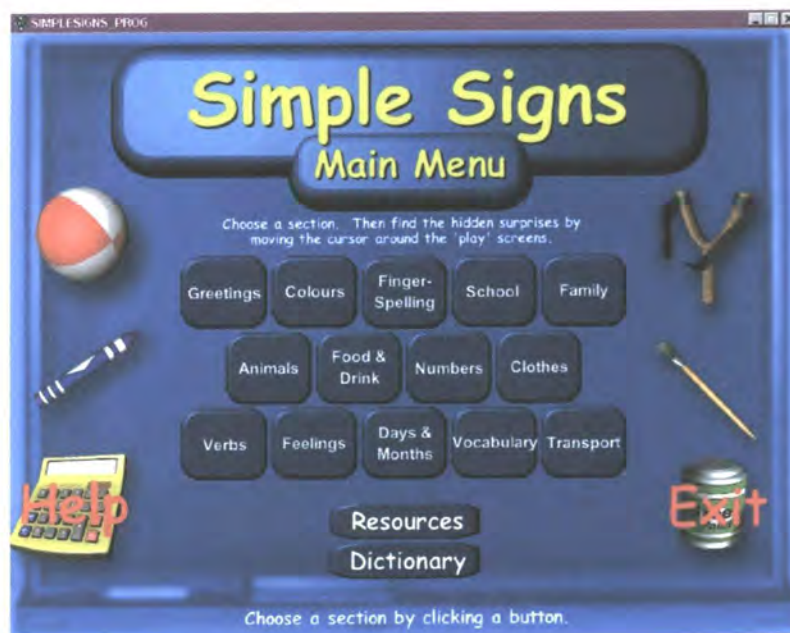 SIMPLESIGNS_PROG
Simple Signs
Main Menu
Choose a section. Then find the hidden surprises by
moving the cursor around the 'play' screens.
Greetings
Colours
Finger-
Spelling
School
Family
Animals
Food &
Drink
Numbers
Clothes
Verbs
Feelings
Days &
Months
Vocabulary
Transport
Help
Exit
Resources
Dictionary
Choose a section by clicking a button.